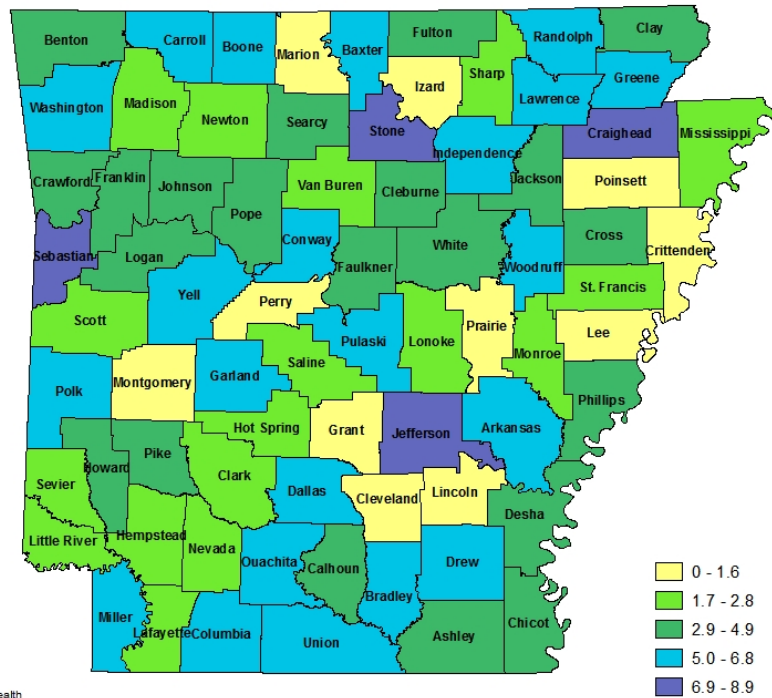 Benton
Carroll
Boone
Marion
Baxter
Fulton
Randolph
Clay
Washington
Madison
Newton
Searcy
Stone
Izard
Sharp
Lawrence
Greene
Independence
Craighead
Mississippi
Crawford
Franklin
Johnson
Pope
Van Buren
Cleburne
Jackson
Poinsett
Sebastian
Logan
Conway
Faulkner
White
Woodruff
Cross
Crittenden
Scott
Yell
Perry
Pulaski
Lonoke
Prairie
Monroe
St. Francis
Lee
Polk
Montgomery
Garland
Saline
Phillips
Hot Spring
Grant
Jefferson
Arkansas
Sevier
Howard
Pike
Clark
Dallas
Cleveland
Lincoln
Desha
Little River
Hempstead
Nevada
Ouachita
Calhoun
Bradley
Drew
Miller
Lafayette
Columbia
Union
Ashley
Chicot
0 - 1.6
1.7 - 2.8
2.9 - 4.9
5.0 - 6.8
6.9 - 8.9
ealth